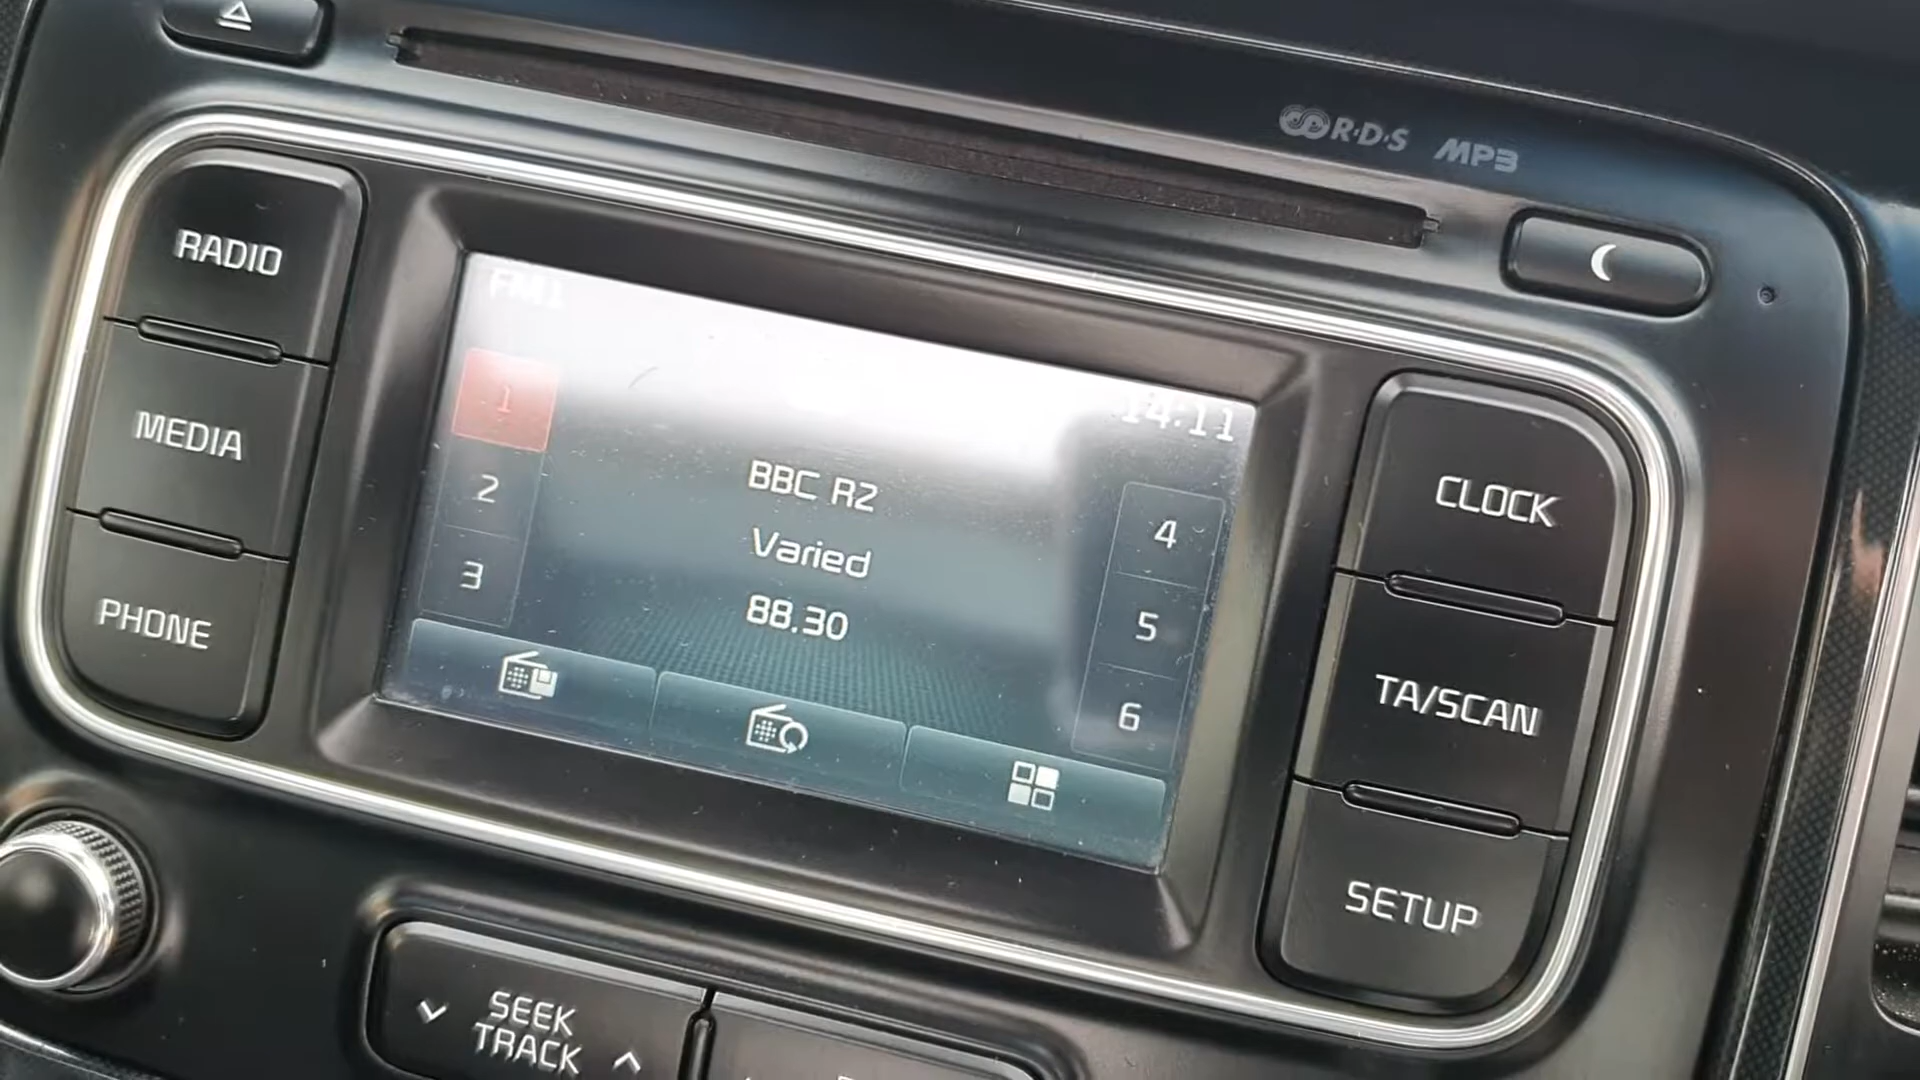 R·D·S MP3
RADIO
MEDIA
PHONE
FM1
14:11
1
2
3
BBC R2
Varied
88.30
4
5
6
CLOCK
TA/SCAN
SETUP
SEEK
TRACK